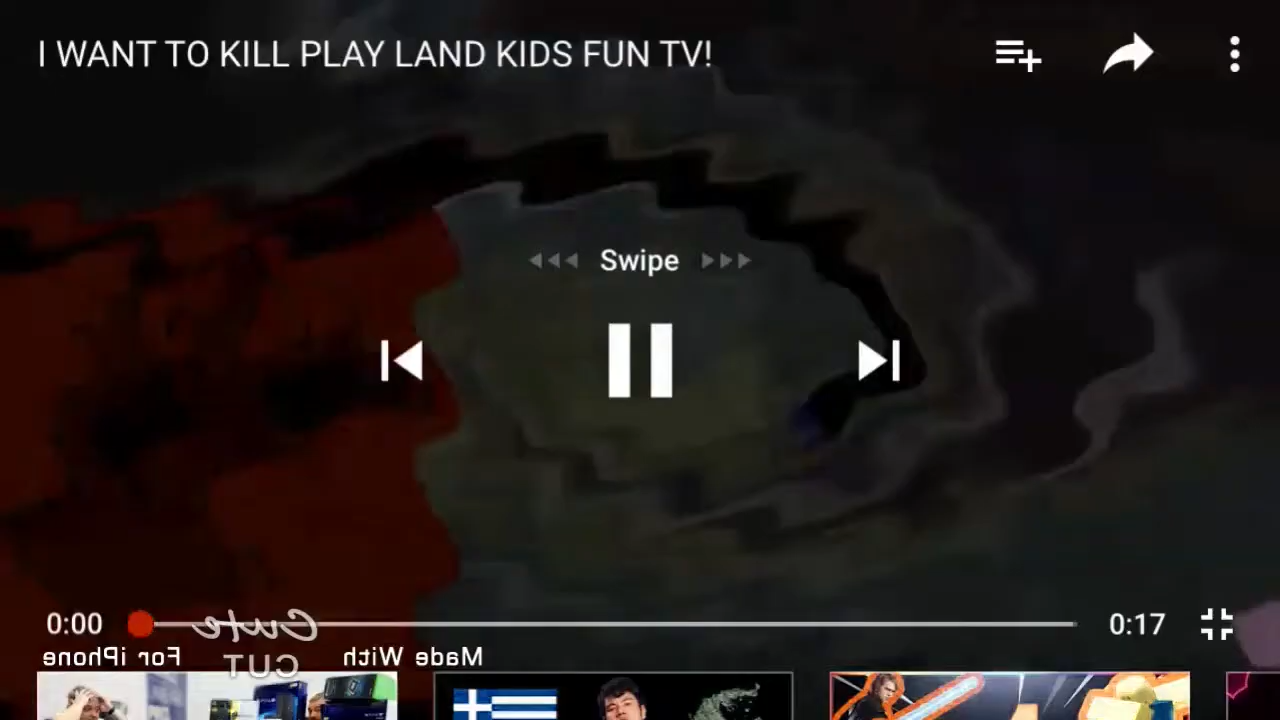 I WANT TO KILL PLAY LAND KIDS FUN TV!
Swipe
0:00
0:17
Cute
CUT
Made With
For iPhone